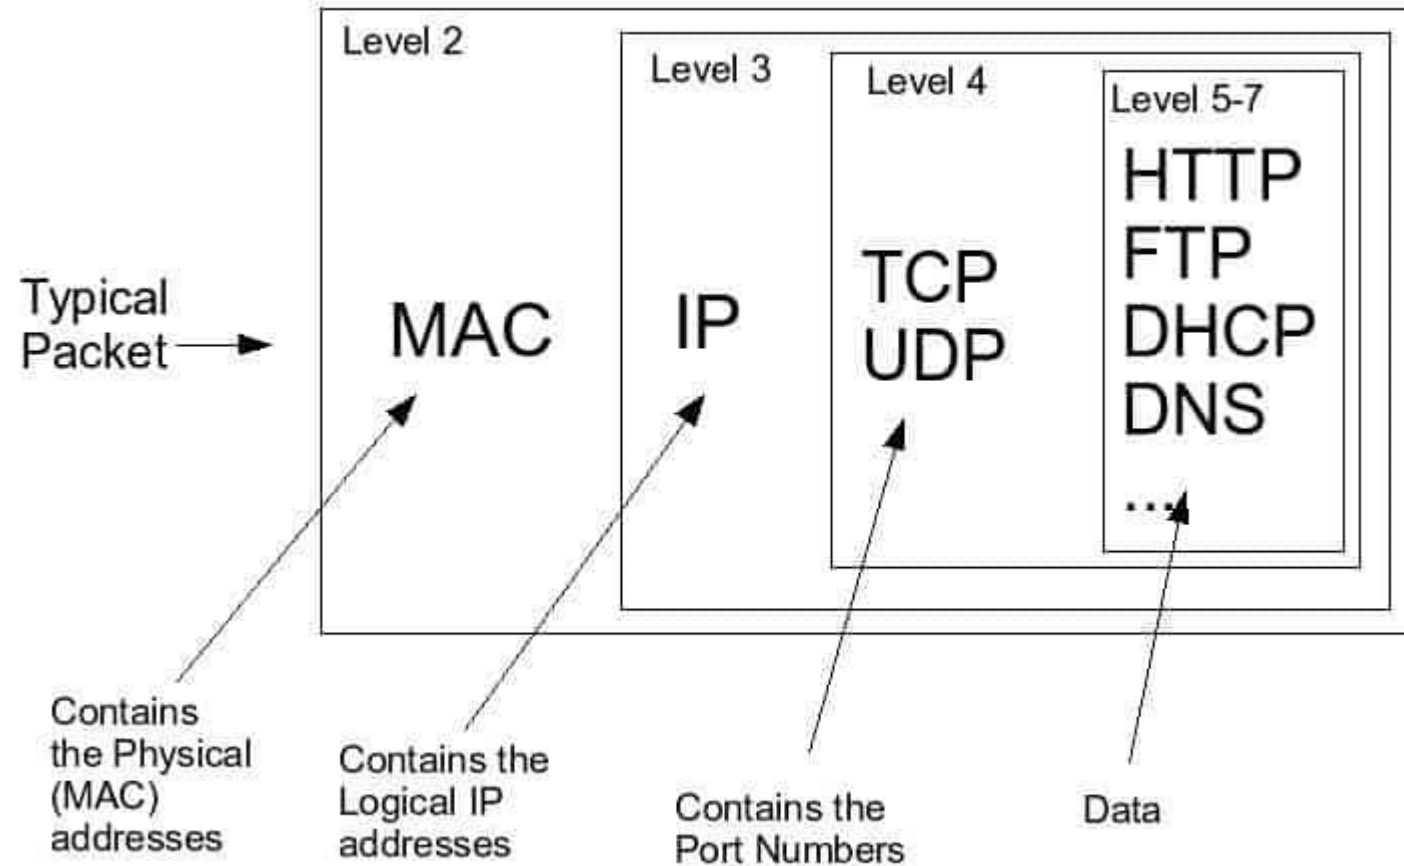 Level 2
Level 3
Level 4
Level 5-7
Typical
Packet
MAC
IP
TCP
UDP
HTTP
FTP
DHCP
DNS
...
Contains
the Physical
(MAC)
addresses
Contains the
Logical IP
addresses
Contains the
Port Numbers
Data